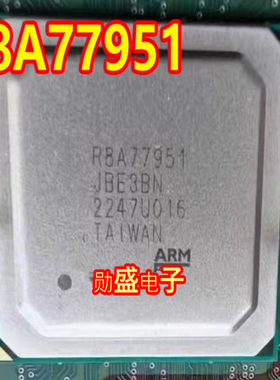 8A77951
R8A77951
JBE3BN
2247U016
TAIWAN
ARM
勋盛电子